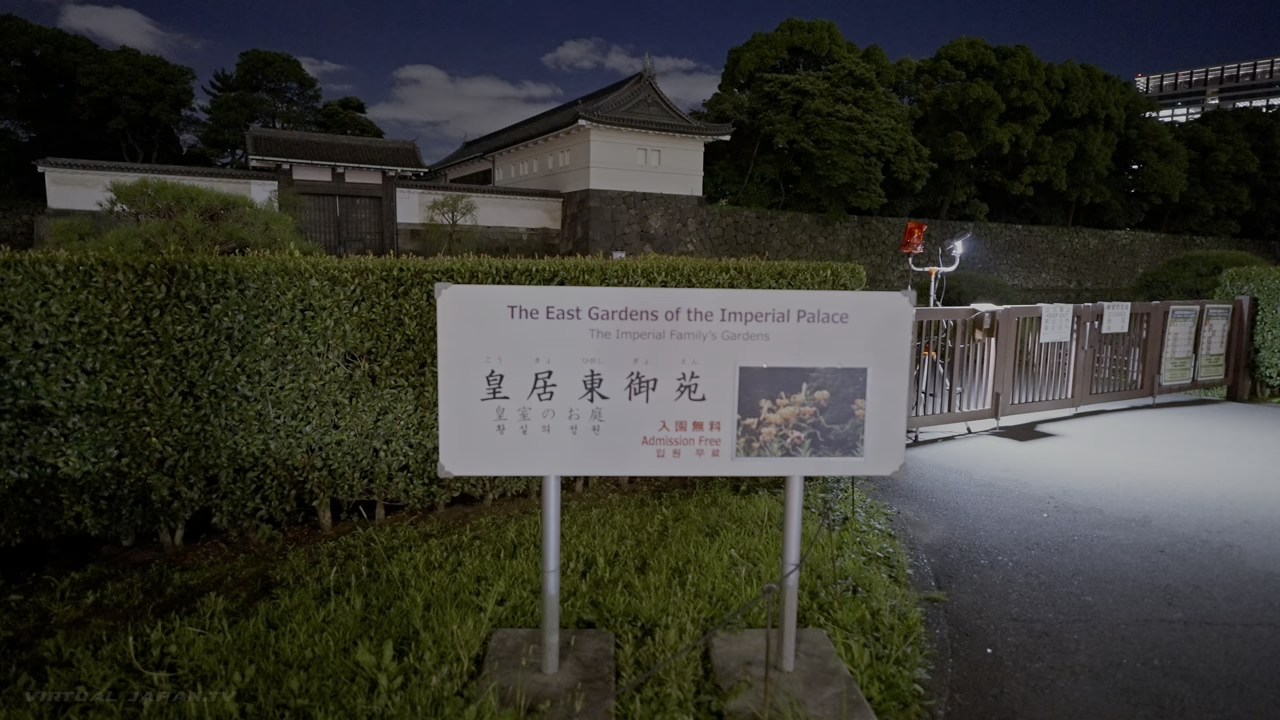 The East Gardens of the Imperial Palace
The Imperial Family's Gardens
こう きょ ひがし ぎょ えん
皇居東御苑
皇室のお庭
황실의 정원
入園無料
Admission Free
입원 무료
VIRTUAL JAPAN.TV